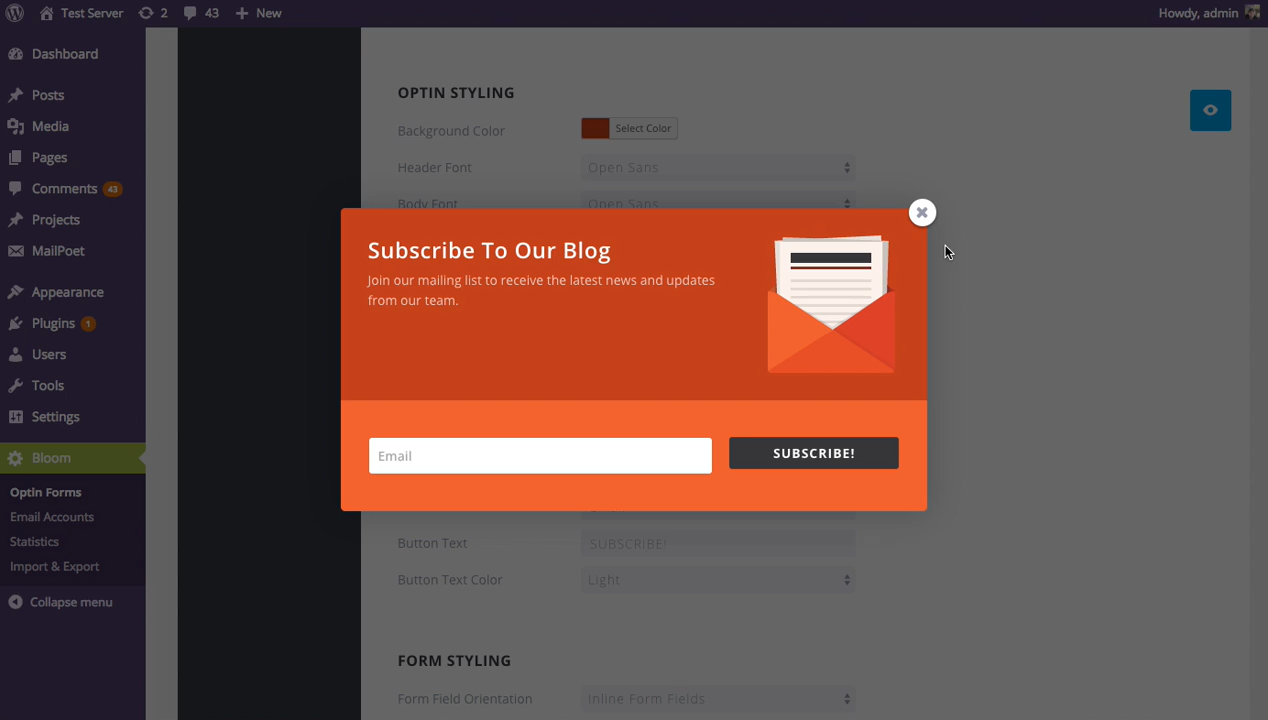 Test Server 2 43 + New
Howdy, admin
Dashboard
Posts
Media
Pages
Comments 43
Projects
MailPoet
Appearance
Plugins 1
Users
Tools
Settings
Bloom
Optin Forms
Email Accounts
Statistics
Import & Export
Collapse menu
OPTIN STYLING
Background Color Select Color
Header Font Open Sans
Body Font Open Sans
Subscribe To Our Blog
Join our mailing list to receive the latest news and updates
from our team.
Email SUBSCRIBE!
Button Text SUBSCRIBE!
Button Text Color Light
FORM STYLING
Form Field Orientation Inline Form Fields